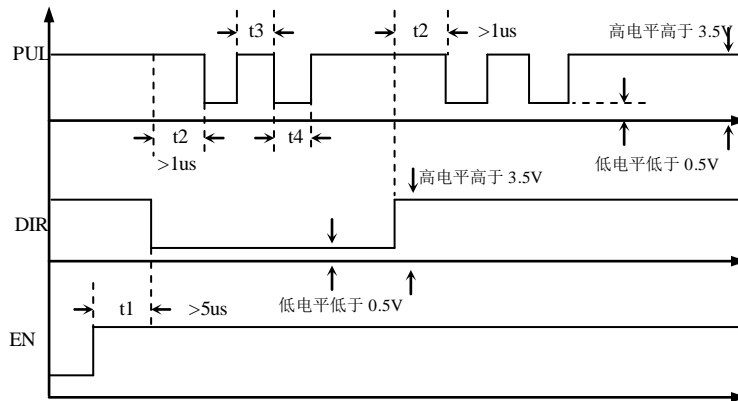 t3
t2
>1us
高电平高于 3.5V
PUL
t2
t4
>1us
低电平低于 0.5V
高电平高于 3.5V
DIR
t1
>5us
低电平低于 0.5V
EN